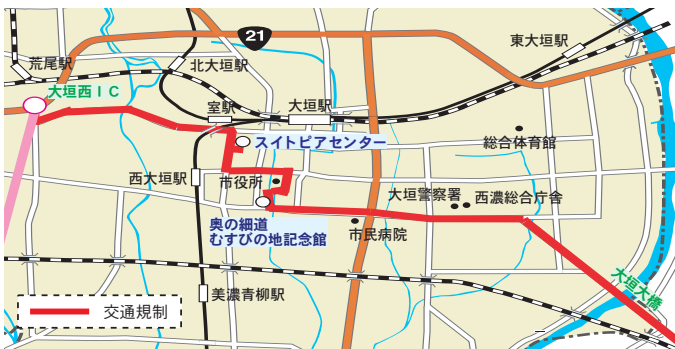 21
東大垣駅
荒尾駅
北大垣駅
大垣西IC
室駅
大垣駅
スイトピアセンター
総合体育館
西大垣駅
市役所
大垣警察署
西濃総合庁舎
奥の細道
むすびの地記念館
市民病院
大垣大橋
美濃青柳駅
交通規制